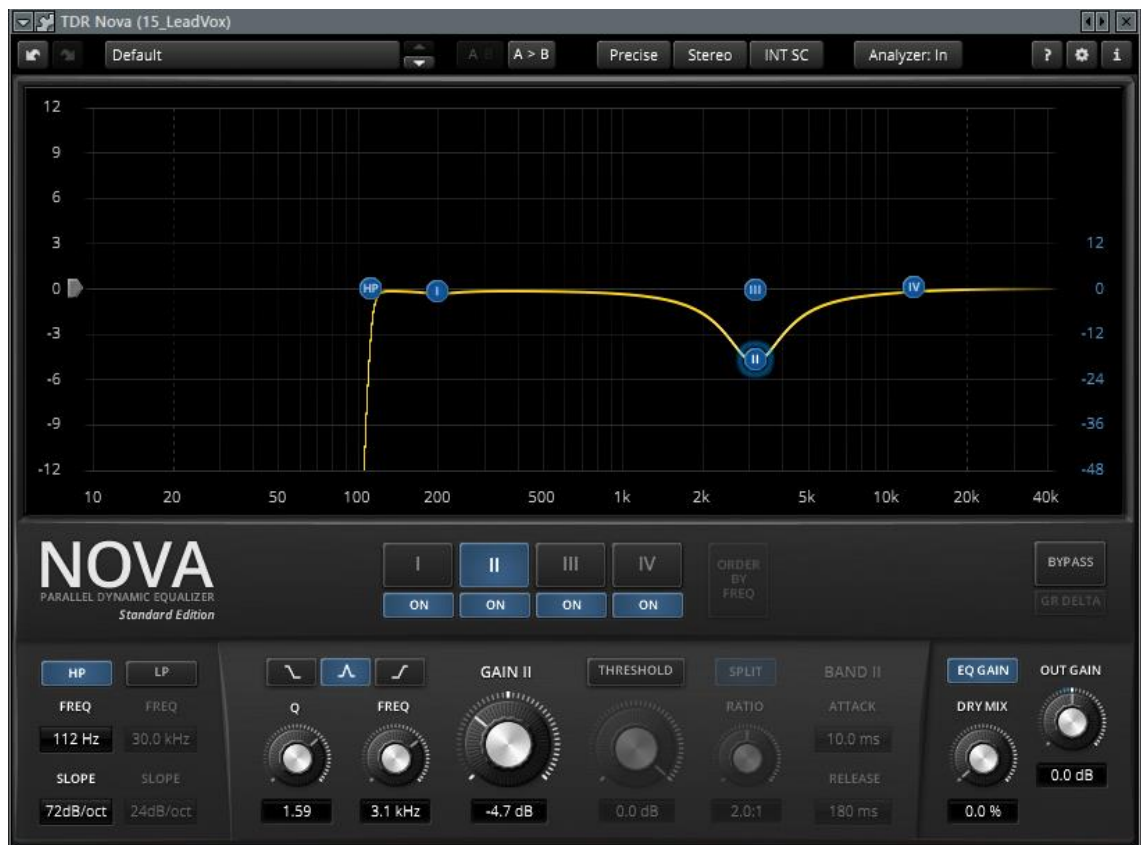 TDR Nova (15_LeadVox)
Default A B A > B Precise Stereo INT SC Analyzer: In ? i
12
9
6
3 12
0 HP I III IV 0
-3 -12
II
-6 -24
-9 -36
-12 -48
10 20 50 100 200 500 1k 2k 5k 10k 20k 40k
NOVA
PARALLEL DYNAMIC EQUALIZER
Standard Edition
I II III IV
ON ON ON ON
ORDER
BY
FREQ
BYPASS
GR DELTA
HP LP
FREQ FREQ
112 Hz 30.0 kHz
SLOPE SLOPE
72dB/oct 24dB/oct
GAIN II THRESHOLD SPLIT BAND II
Q FREQ RATIO ATTACK
10.0 ms
RELEASE
1.59 3.1 kHz -4.7 dB 0.0 dB 2.0:1 180 ms
EQ GAIN OUT GAIN
DRY MIX
0.0 dB
0.0 %